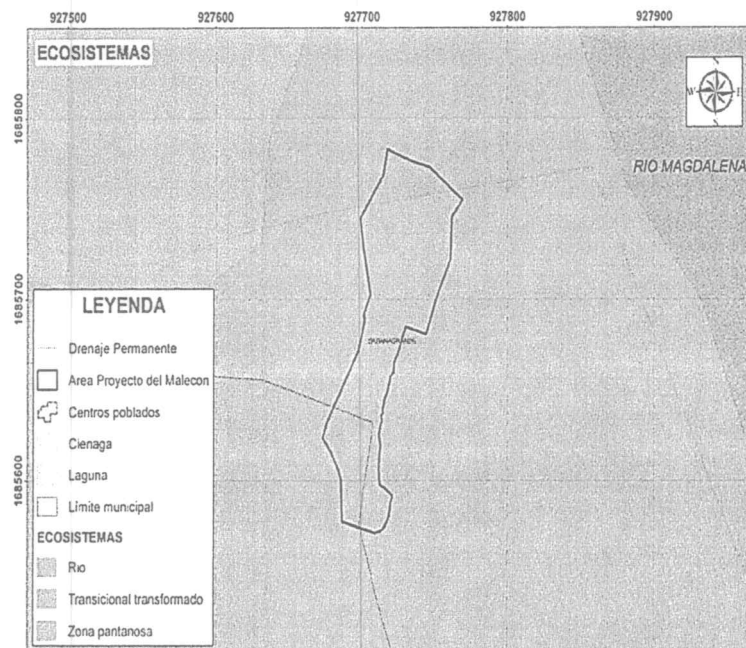 927500 927600 927700 927800 927900
ECOSISTEMAS
1685800
W E
RIO MAGDALENA
1685700
LEYENDA
Drenaje Permanente
Area Proyecto del Malecon
Centros poblados
Cienaga
Laguna
Límite municipal
1685600
ECOSISTEMAS
Rio
Transicional transformado
Zona pantanosa